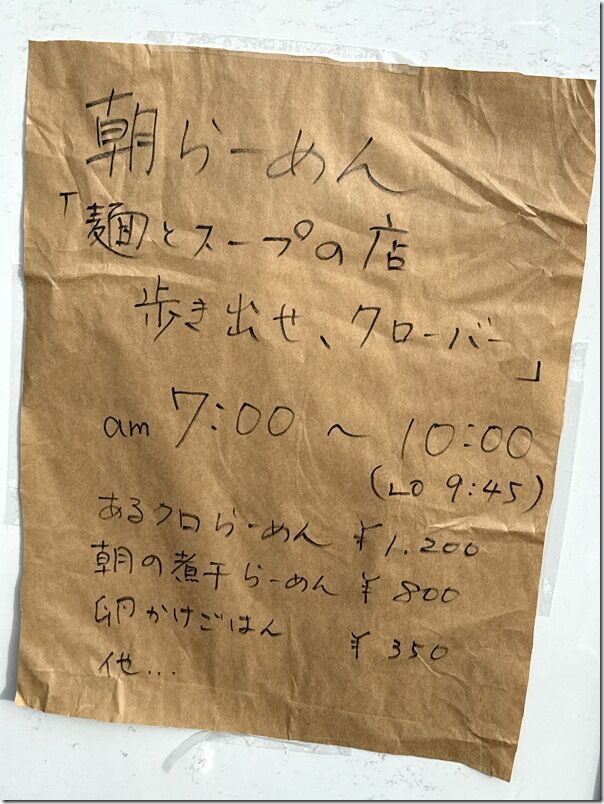 朝らーめん
「麺とスープの店
歩き出せ、クローバー」
am 7:00 〜 10:00
(LO 9:45)
あるクロらーめん ¥1.200
朝の煮干らーめん ¥ 800
卵かけごはん ¥ 350
他...